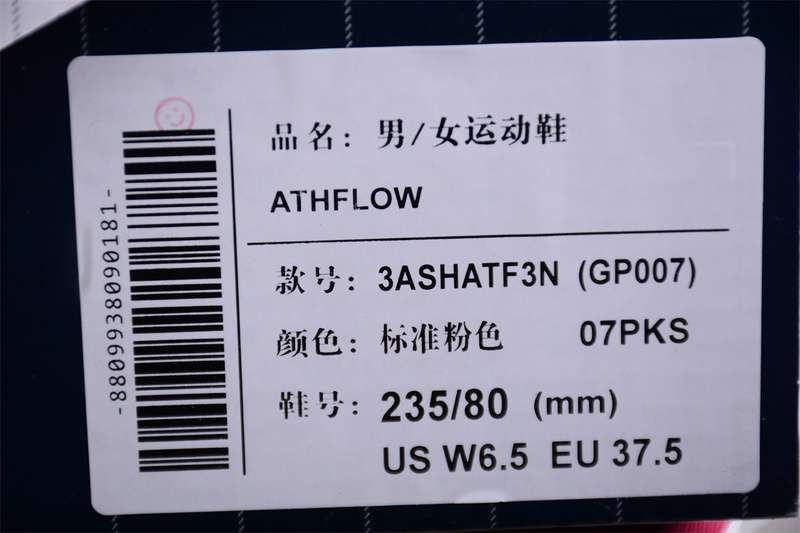 品名：男/女运动鞋
ATHFLOW
款号：3ASHATF3N (GP007)
颜色：标准粉色 07PKS
鞋号：235/80 (mm)
US W6.5 EU 37.5
-8809938090181-